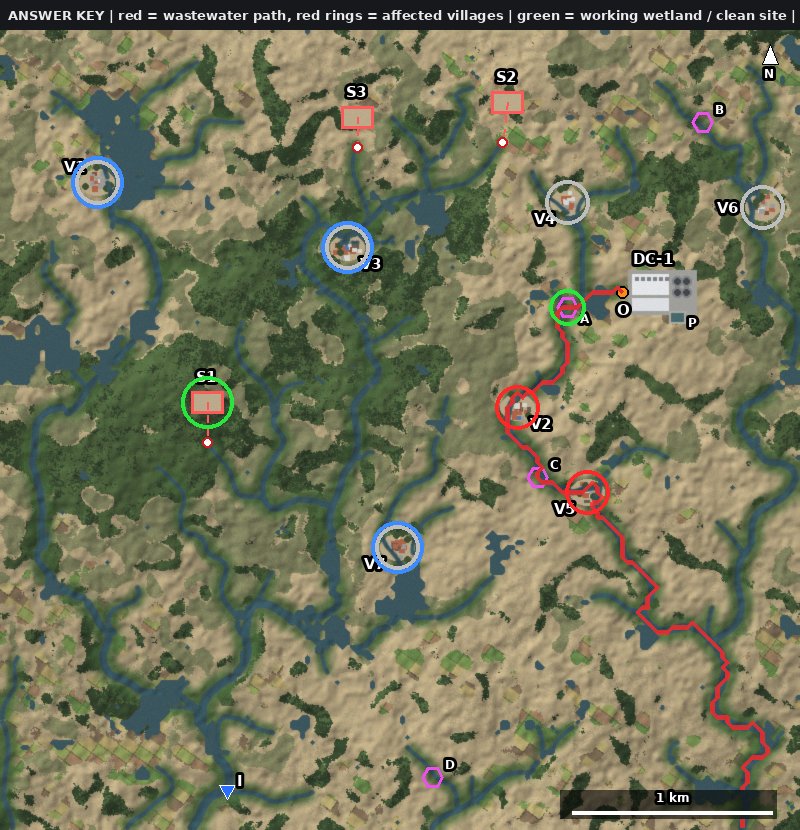 ANSWER KEY | red = wastewater path, red rings = affected villages | green = working wetland / clean site |
N
S3
S2
B
V4
V6
V3
DC-1
O
P
A
S1
V2
C
V5
D
I
1 km